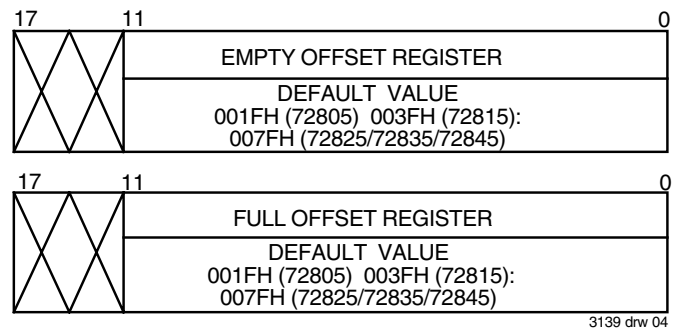 17 11 0
EMPTY OFFSET REGISTER
DEFAULT VALUE
001FH (72805) 003FH (72815):
007FH (72825/72835/72845)
17 11 0
FULL OFFSET REGISTER
DEFAULT VALUE
001FH (72805) 003FH (72815):
007FH (72825/72835/72845)
3139 drw 04